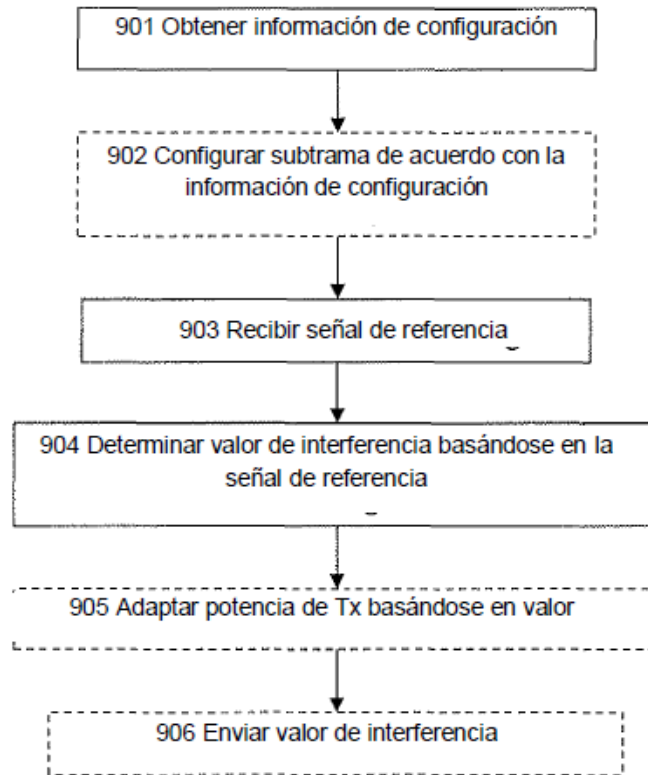 901 Obtener información de configuración
902 Configurar subtrama de acuerdo con la
información de configuración
903 Recibir señal de referencia
904 Determinar valor de interferencia basándose en la
señal de referencia
905 Adaptar potencia de Tx basándose en valor
906 Enviar valor de interferencia